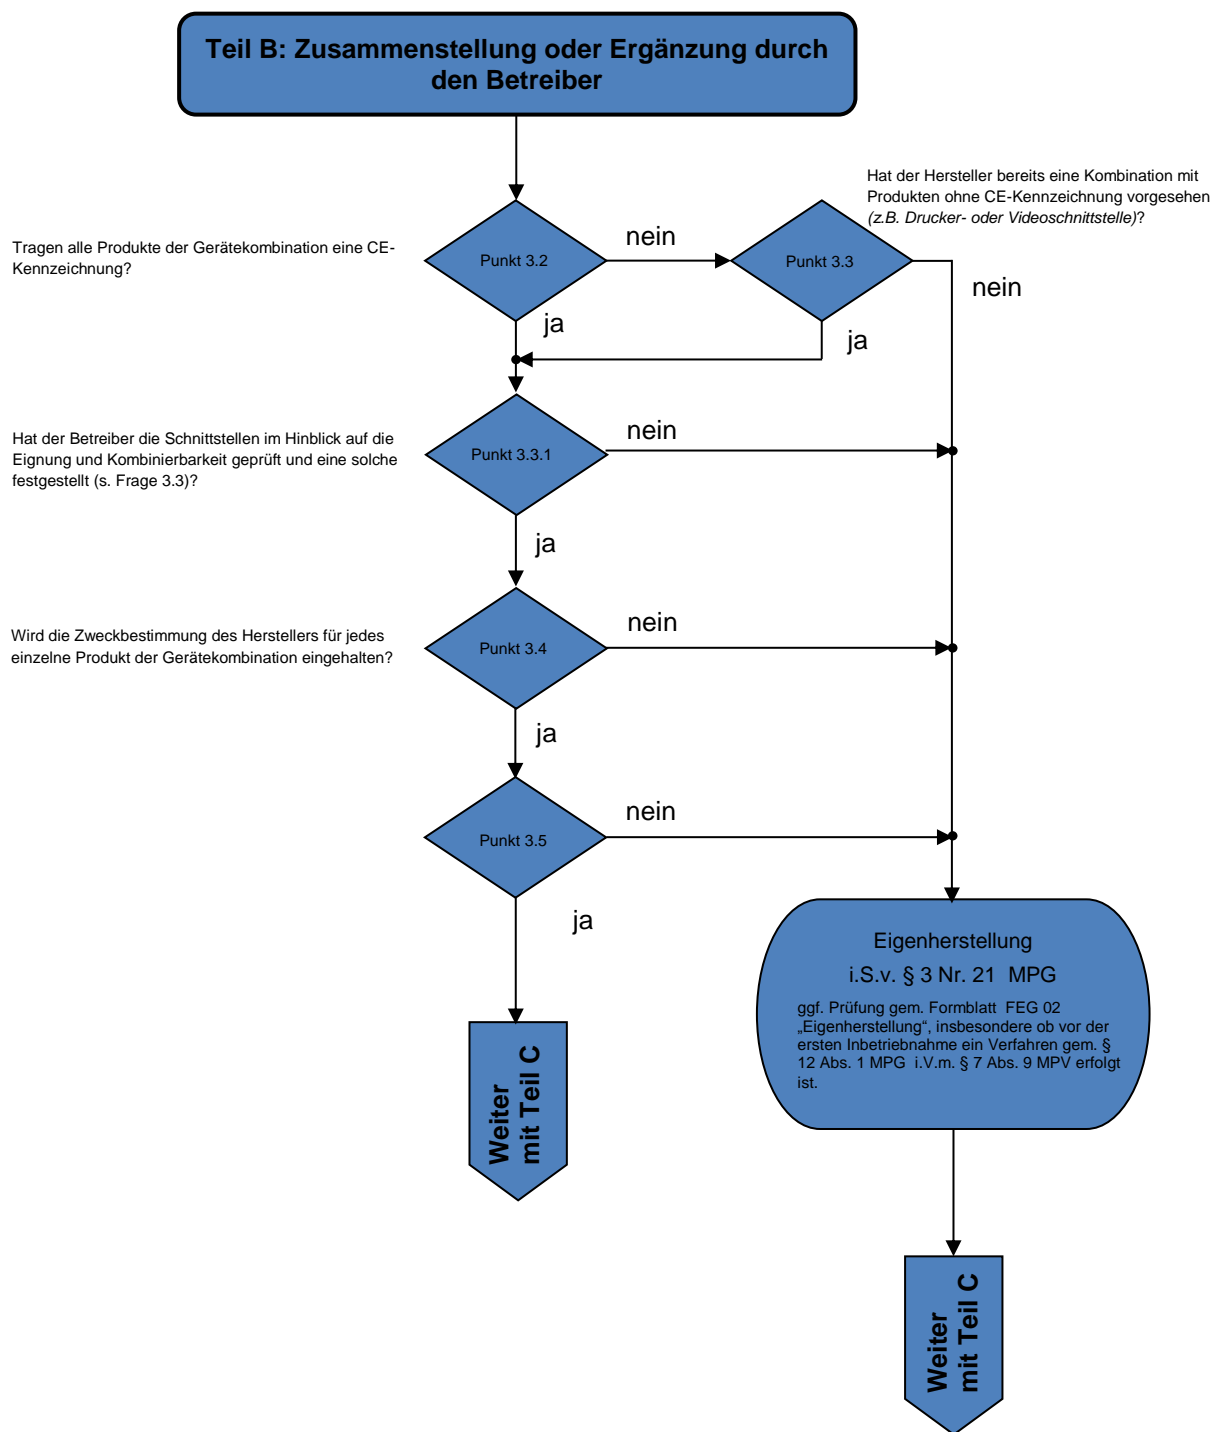 Teil B: Zusammenstellung oder Ergänzung durch
den Betreiber
Hat der Hersteller bereits eine Kombination mit
Produkten ohne CE-Kennzeichnung vorgesehen
(z.B. Drucker- oder Videoschnittstelle)?
Tragen alle Produkte der Gerätekombination eine CE-
Kennzeichnung?
Punkt 3.2
nein
Punkt 3.3
nein
ja
ja
Hat der Betreiber die Schnittstellen im Hinblick auf die
Eignung und Kombinierbarkeit geprüft und eine solche
festgestellt (s. Frage 3.3)?
Punkt 3.3.1
nein
ja
Wird die Zweckbestimmung des Herstellers für jedes
einzelne Produkt der Gerätekombination eingehalten?
Punkt 3.4
nein
ja
Punkt 3.5
nein
ja
Eigenherstellung
i.S.v. § 3 Nr. 21 MPG
ggf. Prüfung gem. Formblatt FEG 02
„Eigenherstellung“, insbesondere ob vor der
ersten Inbetriebnahme ein Verfahren gem. §
12 Abs. 1 MPG i.V.m. § 7 Abs. 9 MPV erfolgt
ist.
Weiter
mit Teil C
Weiter
mit Teil C